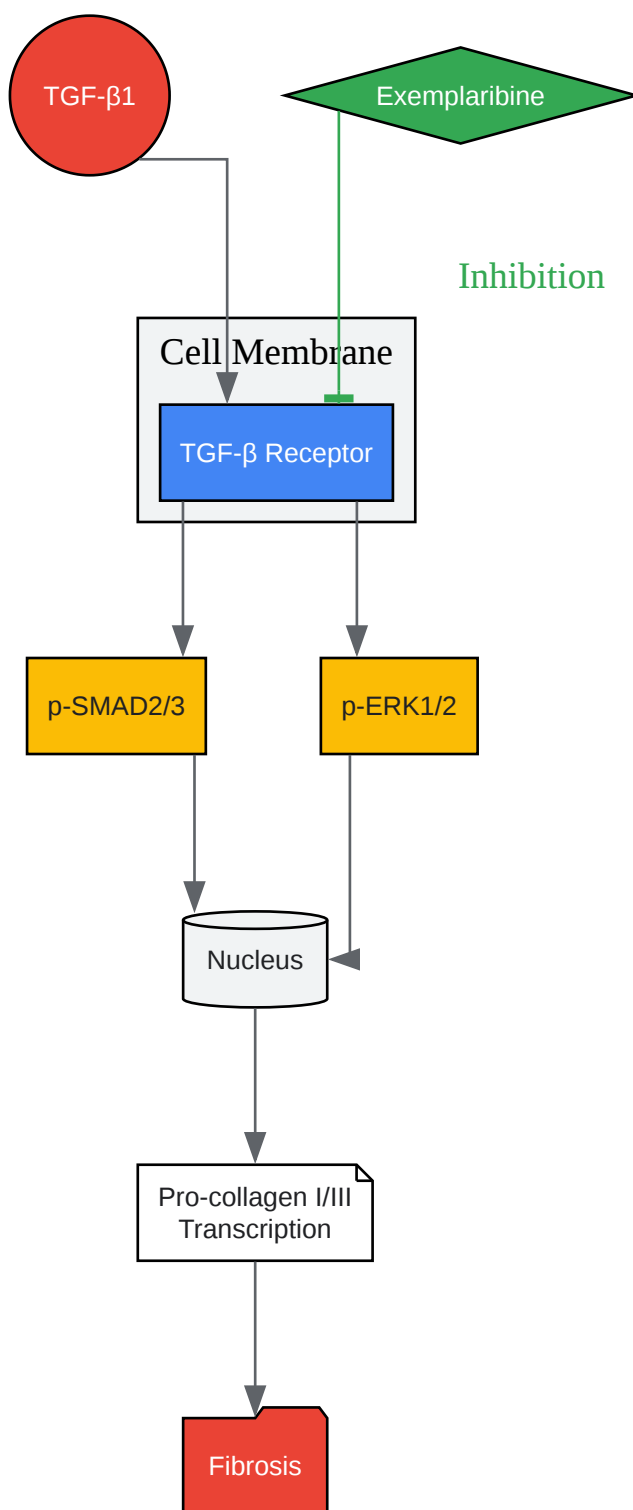 TGF-β1
Exemplaribine
Inhibition
Cell Membrane
TGF-β Receptor
p-SMAD2/3
p-ERK1/2
Nucleus
Pro-collagen I/III
Transcription
Fibrosis